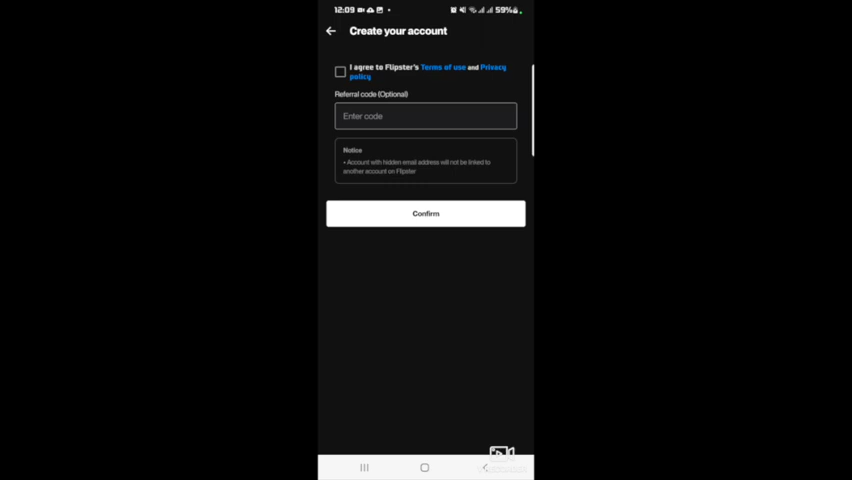 12:09
59%
Create your account
I agree to Flipster's Terms of use and Privacy
policy
Referral code (Optional)
Enter code
Notice
• Account with hidden email address will not be linked to
another account on Flipster
Confirm